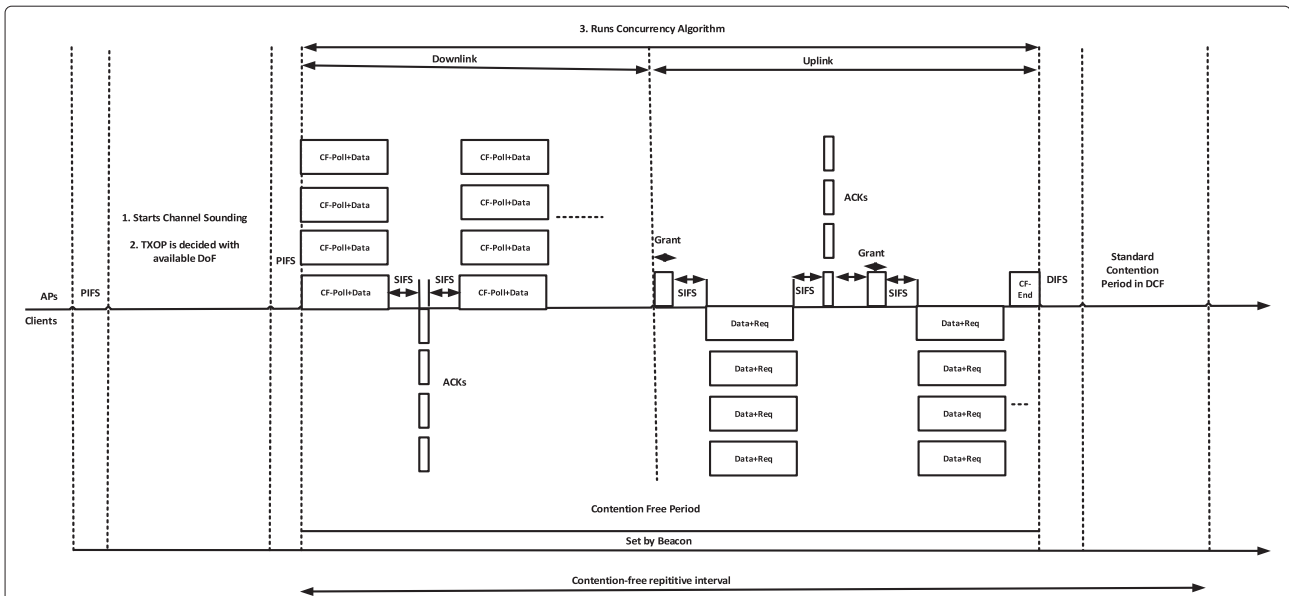 3. Runs Concurrency Algorithm
Downlink
Uplink
CF-Poll+Data
CF-Poll+Data
CF-Poll+Data
CF-Poll+Data
CF-Poll+Data
CF-Poll+Data
CF-Poll+Data
CF-Poll+Data
1. Starts Channel Sounding
2. TXOP is decided with
available DoF
PIFS
PIFS
SIFS
SIFS
ACKs
ACKs
Grant
SIFS
SIFS
Grant
SIFS
CF-
End
DIFS
Standard
Contention
Period in DCF
APs
Clients
Data+Req
Data+Req
Data+Req
Data+Req
Data+Req
Data+Req
Data+Req
Data+Req
Contention Free Period
Set by Beacon
Contention-free repititive interval